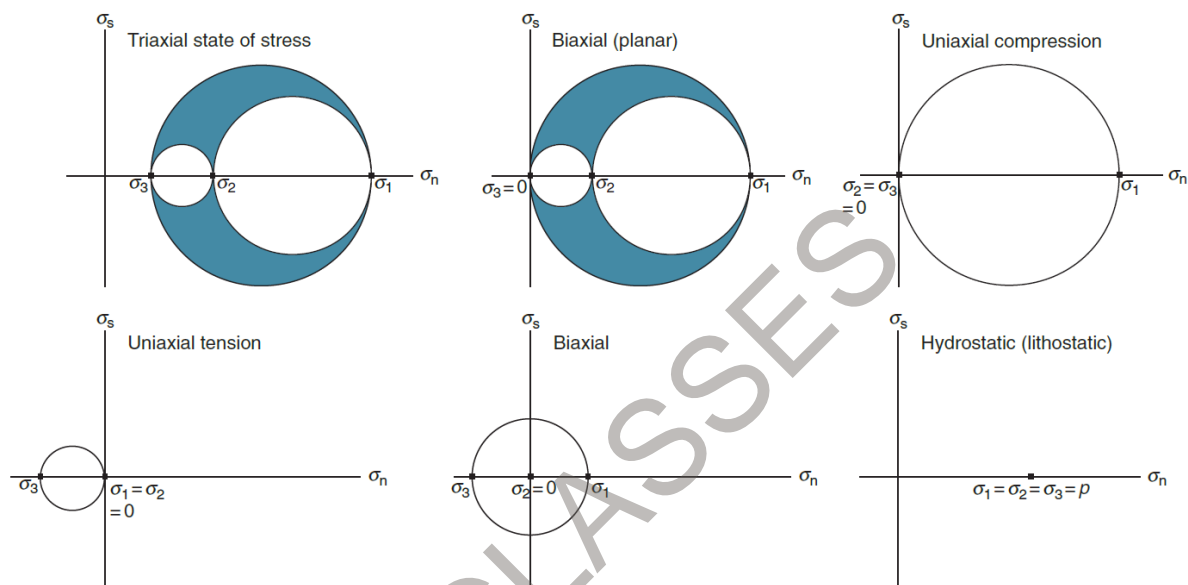 σs
Triaxial state of stress
σ3
σ2
σ1
σn
σs
Biaxial (planar)
σ3=0
σ2
σ1
σn
σs
Uniaxial compression
σ2=σ3
=0
σ1
σn
σs
Uniaxial tension
σ3
σ1=σ2
=0
σn
σs
Biaxial
σ3
σ2=0
σ1
σn
σs
Hydrostatic (lithostatic)
σ1=σ2=σ3=p
σn
CLASSES